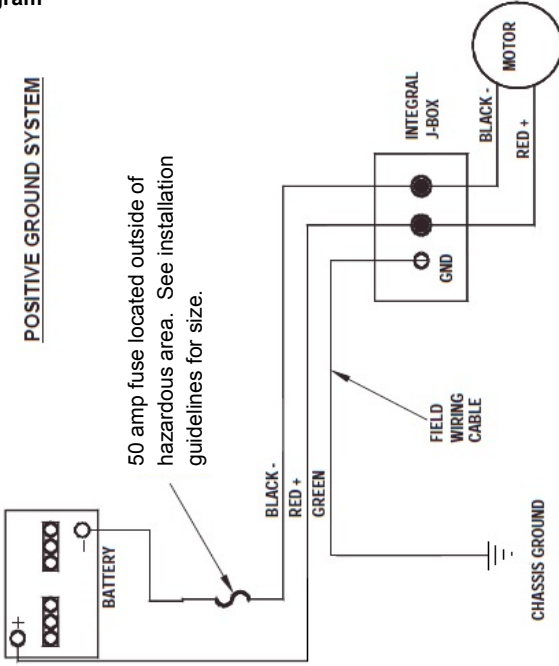 gram
POSITIVE GROUND SYSTEM
50 amp fuse located outside of
hazardous area. See installation
guidelines for size.
+
−
BATTERY
BLACK -
RED +
GREEN
FIELD
WIRING
CABLE
CHASSIS GROUND
INTEGRAL
J-BOX
GND
BLACK -
RED +
MOTOR